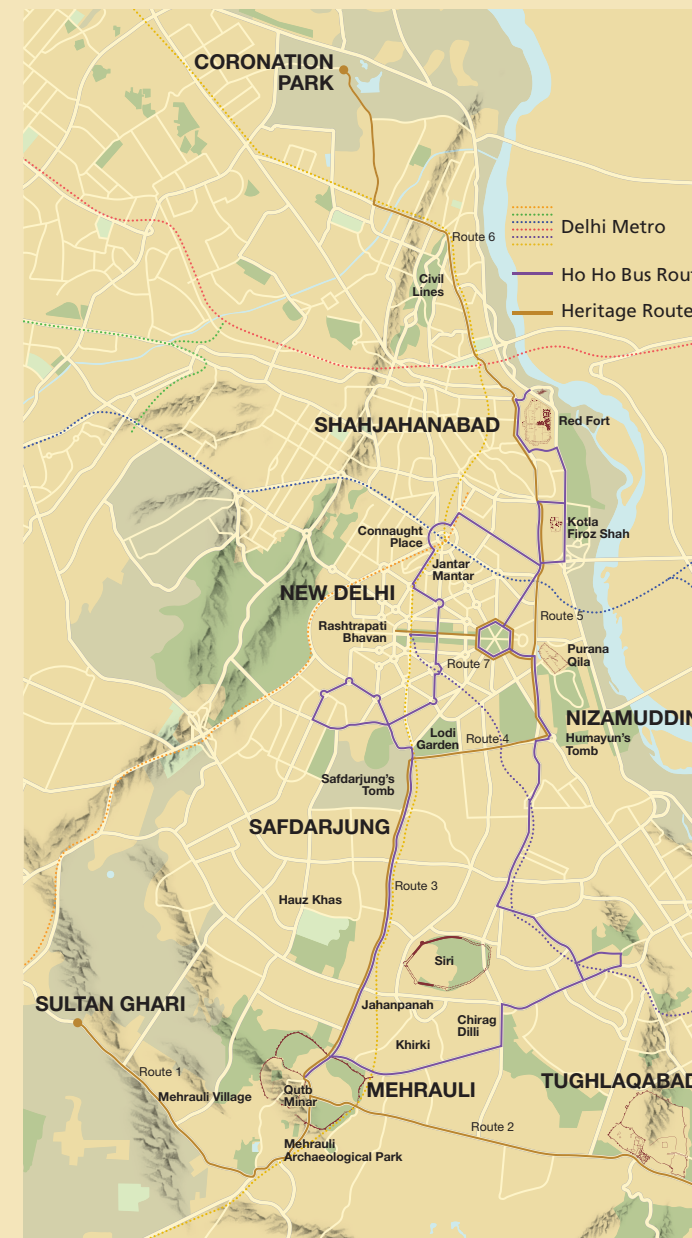 CORONATION
PARK
Route 6
Delhi Metro
Civil
Lines
Ho Ho Bus Rout
Heritage Route
SHAHJAHANABAD
Red Fort
Connaught
Place
Kotla
Firoz Shah
Jantar
Mantar
NEW DELHI
Rashtrapati
Bhavan
Route 5
Purana
Qila
Route 7
NIZAMUDDIN
Lodi
Garden
Route 4
Humayun's
Tomb
Safdarjung's
Tomb
SAFDARJUNG
Route 3
Hauz Khas
Siri
SULTAN GHARI
Jahanpanah
Chirag
Dilli
Khirki
Route 1
Mehrauli Village
Qutb
Minar
MEHRAULI
TUGHLAQABAD
Route 2
Mehrauli
Archaeological Park